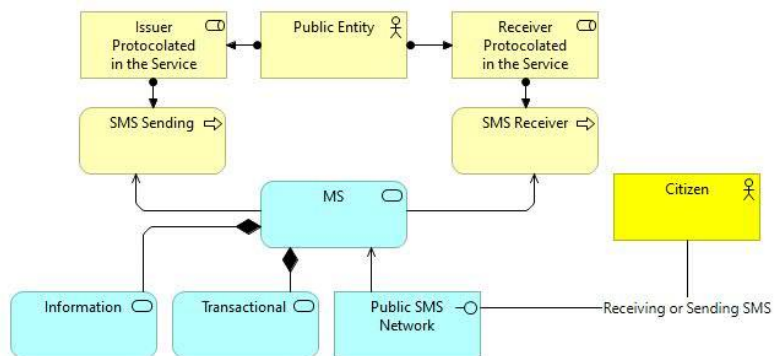 Issuer
Protocolated
in the Service
Public Entity
Receiver
Protocolated
in the Service
SMS Sending
SMS Receiver
MS
Citizen
Information
Transactional
Public SMS
Network
Receiving or Sending SMS